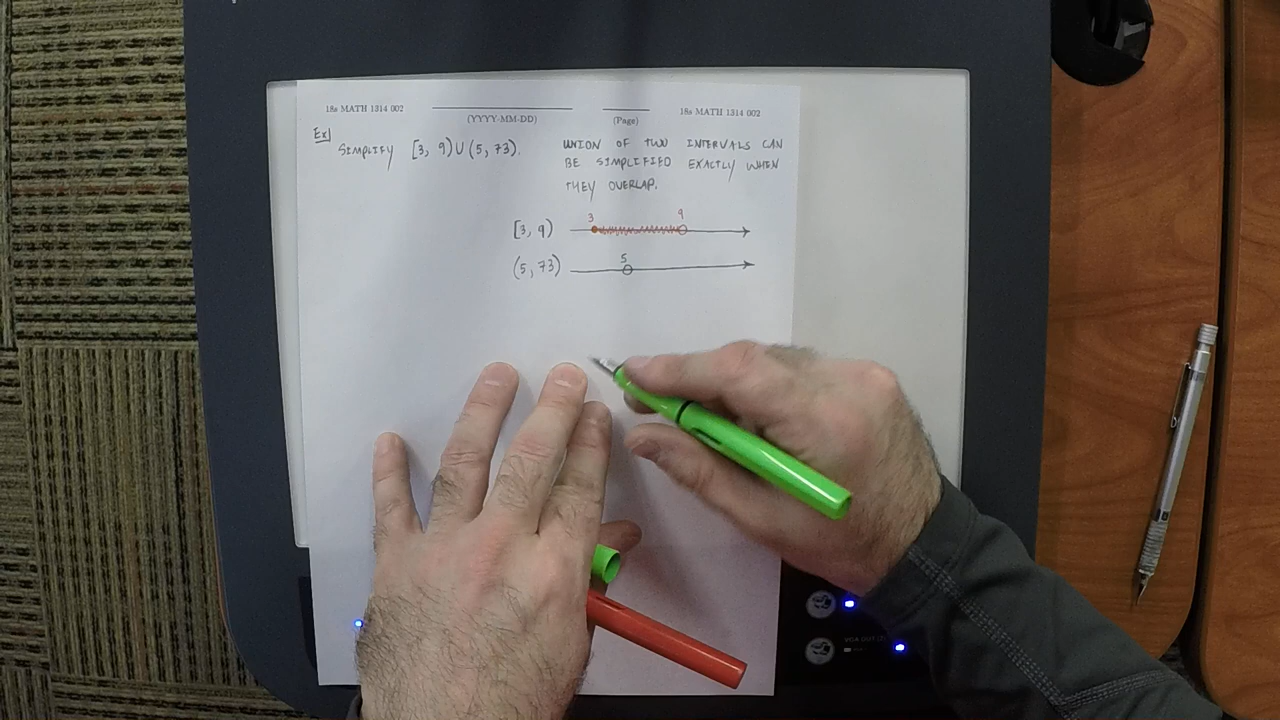 18s MATH 1314 002
(YYYY-MM-DD)
(Page)
18s MATH 1314 002
Ex]
SIMPLIFY [3, 9) ∪ (5, 73).
UNION OF TWO INTERVALS CAN
BE SIMPLIFIED EXACTLY WHEN
THEY OVERLAP.
3 9
[3, 9)
5
(5, 73)